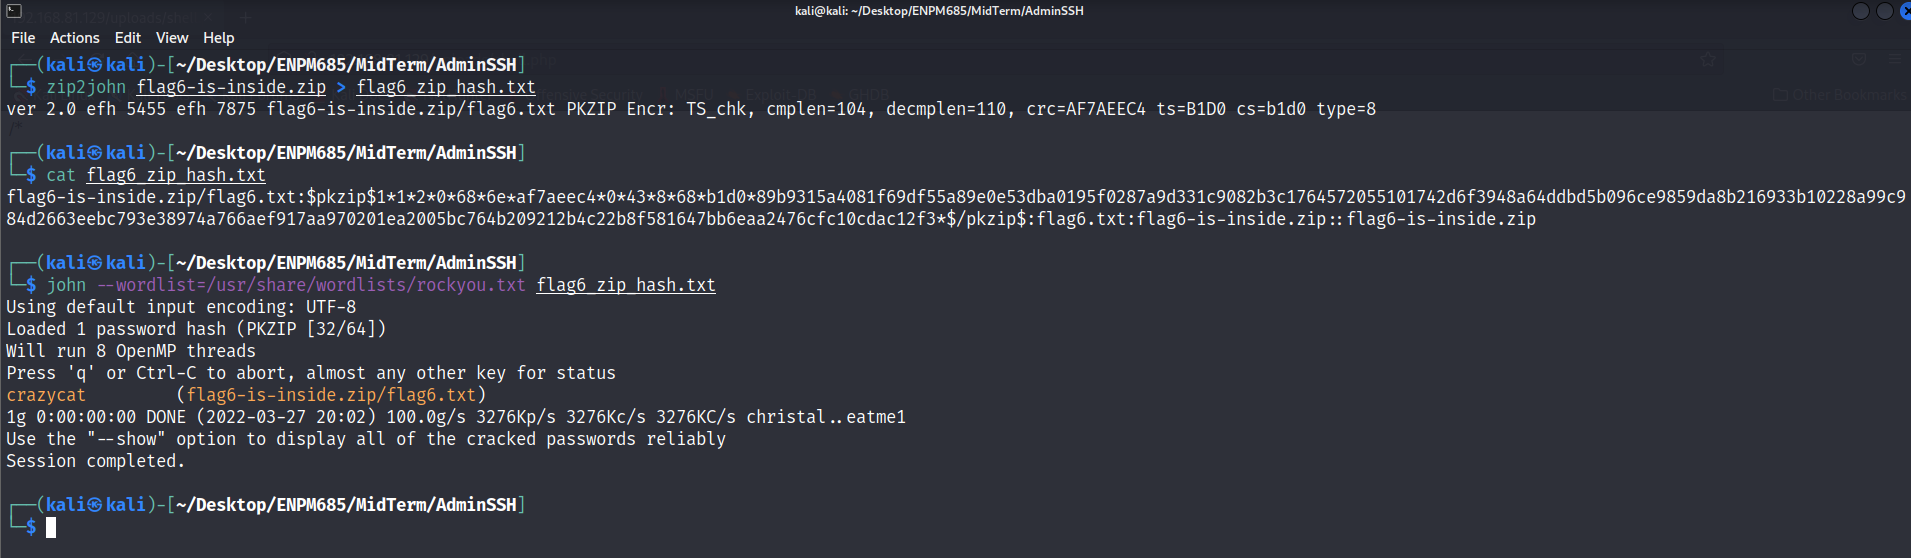 kali@kali: ~/Desktop/ENPM685/MidTerm/AdminSSH
File Actions Edit View Help
┌──(kali㉿kali)-[~/Desktop/ENPM685/MidTerm/AdminSSH]
└─$ zip2john flag6-is-inside.zip > flag6_zip_hash.txt
ver 2.0 efh 5455 efh 7875 flag6-is-inside.zip/flag6.txt PKZIP Encr: TS_chk, cmplen=104, decmplen=110, crc=AF7AEEC4 ts=B1D0 cs=b1d0 type=8
┌──(kali㉿kali)-[~/Desktop/ENPM685/MidTerm/AdminSSH]
└─$ cat flag6_zip_hash.txt
flag6-is-inside.zip/flag6.txt:$pkzip$1*1*2*0*68*6e*af7aeec4*0*43*8*68*b1d0*89b9315a4081f69df55a89e0e53dba0195f0287a9d331c9082b3c1764572055101742d6f3948a64ddbd5b096ce9859da8b216933b10228a99c9
84d2663eebc793e38974a766aef917aa970201ea2005bc764b209212b4c22b8f581647bb6eaa2476cfc10cdac12f3*$/pkzip$:flag6.txt:flag6-is-inside.zip::flag6-is-inside.zip
┌──(kali㉿kali)-[~/Desktop/ENPM685/MidTerm/AdminSSH]
└─$ john --wordlist=/usr/share/wordlists/rockyou.txt flag6_zip_hash.txt
Using default input encoding: UTF-8
Loaded 1 password hash (PKZIP [32/64])
Will run 8 OpenMP threads
Press 'q' or Ctrl-C to abort, almost any other key for status
crazycat         (flag6-is-inside.zip/flag6.txt)
1g 0:00:00:00 DONE (2022-03-27 20:02) 100.0g/s 3276Kp/s 3276Kc/s 3276KC/s christal..eatme1
Use the "--show" option to display all of the cracked passwords reliably
Session completed.
┌──(kali㉿kali)-[~/Desktop/ENPM685/MidTerm/AdminSSH]
└─$